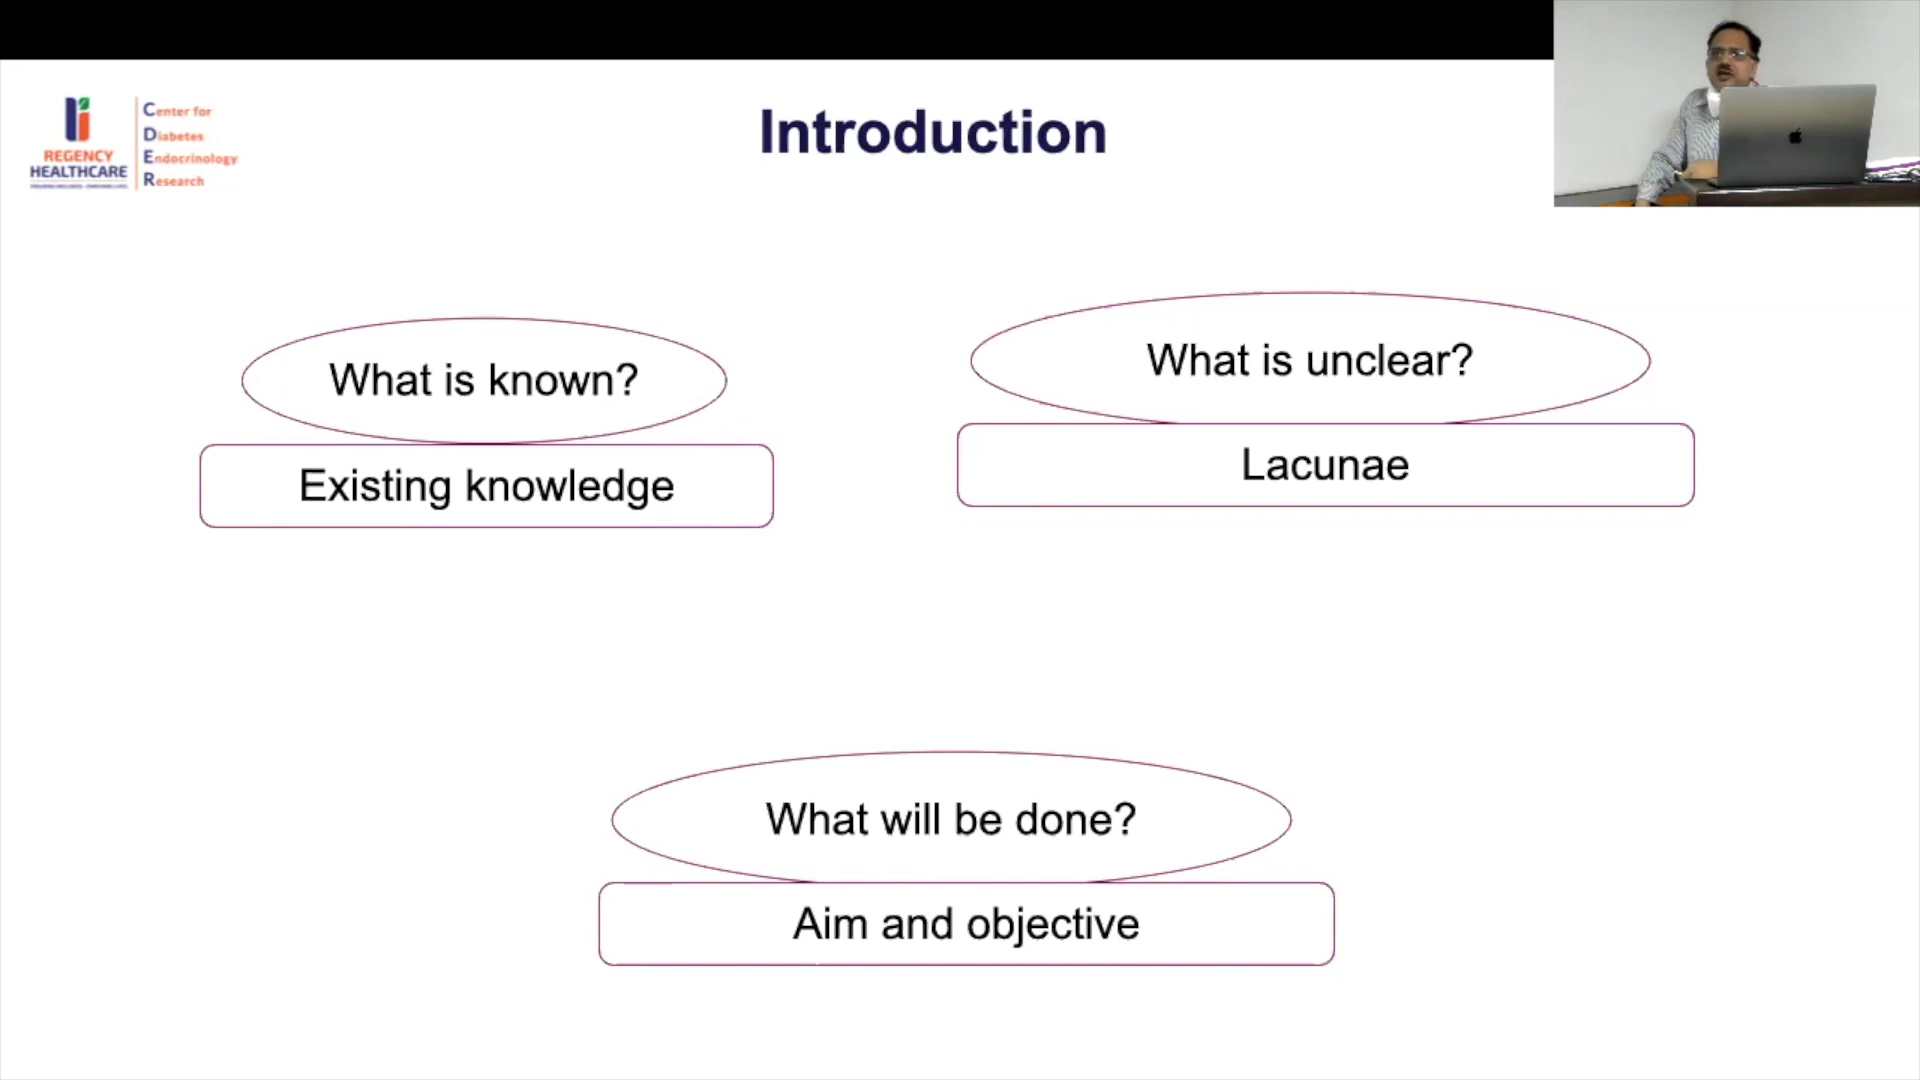 Introduction
REGENCY
HEALTHCARE
Center for
Diabetes
Endocrinology
Research
What is known?
Existing knowledge
What is unclear?
Lacunae
What will be done?
Aim and objective